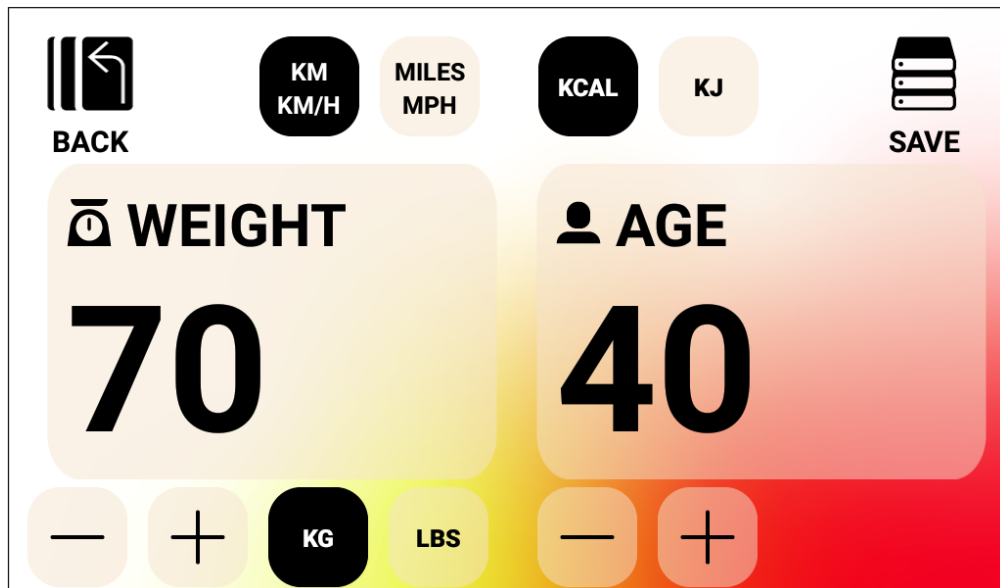 BACK
KM
KM/H
MILES
MPH
KCAL
KJ
SAVE
WEIGHT
70
AGE
40
KG
LBS